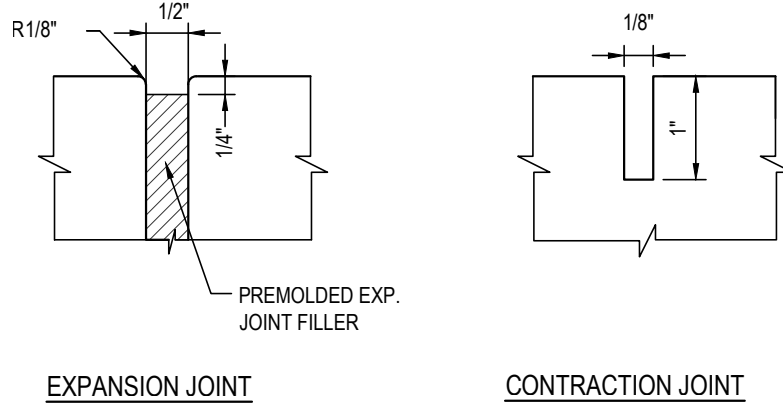 R1/8"
1/2"
1/4"
PREMOLDED EXP.
JOINT FILLER
EXPANSION JOINT
1/8"
1"
CONTRACTION JOINT